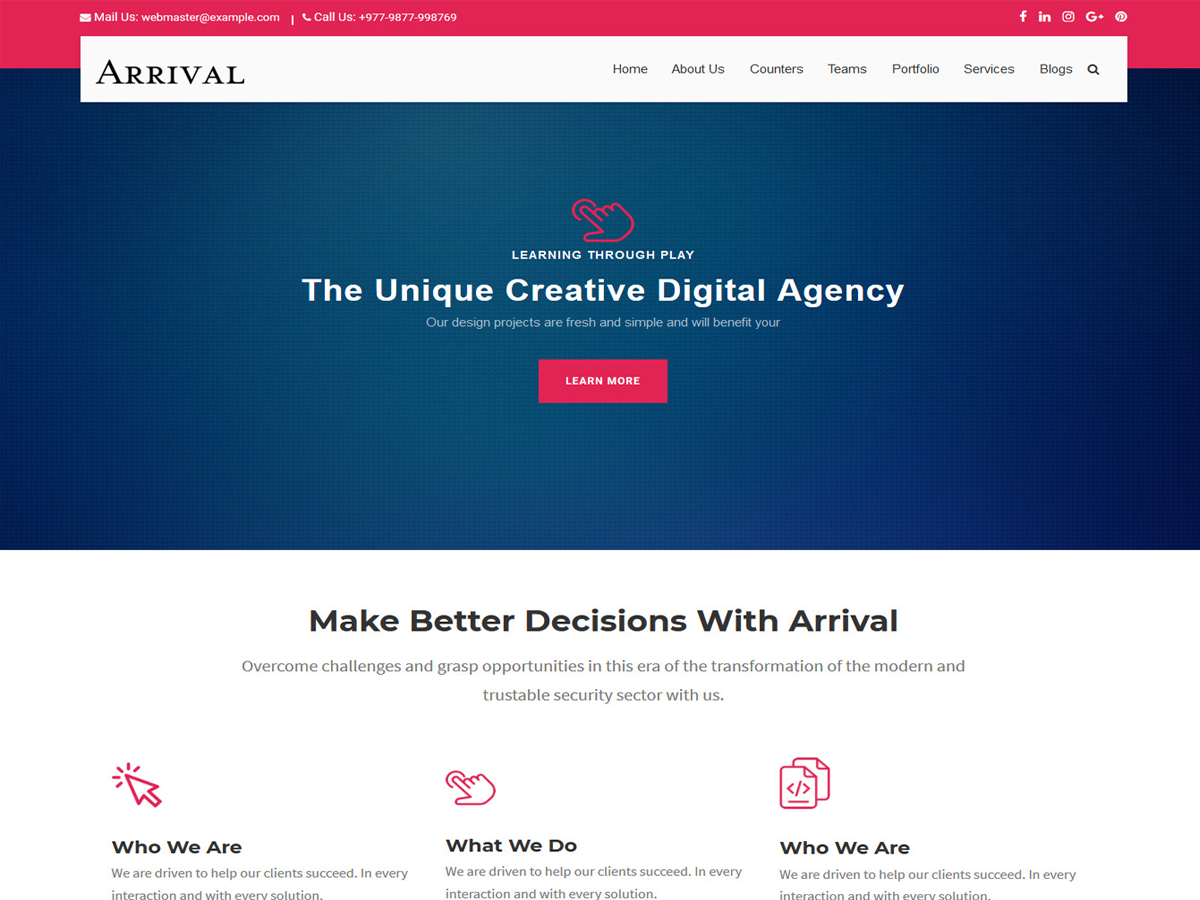 Mail Us: webmaster@example.com | Call Us: +977-9877-998769
ARRIVAL
Home About Us Counters Teams Portfolio Services Blogs
LEARNING THROUGH PLAY
The Unique Creative Digital Agency
Our design projects are fresh and simple and will benefit your
LEARN MORE
Make Better Decisions With Arrival
Overcome challenges and grasp opportunities in this era of the transformation of the modern and
trustable security sector with us.
Who We Are
We are driven to help our clients succeed. In every
interaction and with every solution.
What We Do
We are driven to help our clients succeed. In every
interaction and with every solution.
Who We Are
We are driven to help our clients succeed. In every
interaction and with every solution.